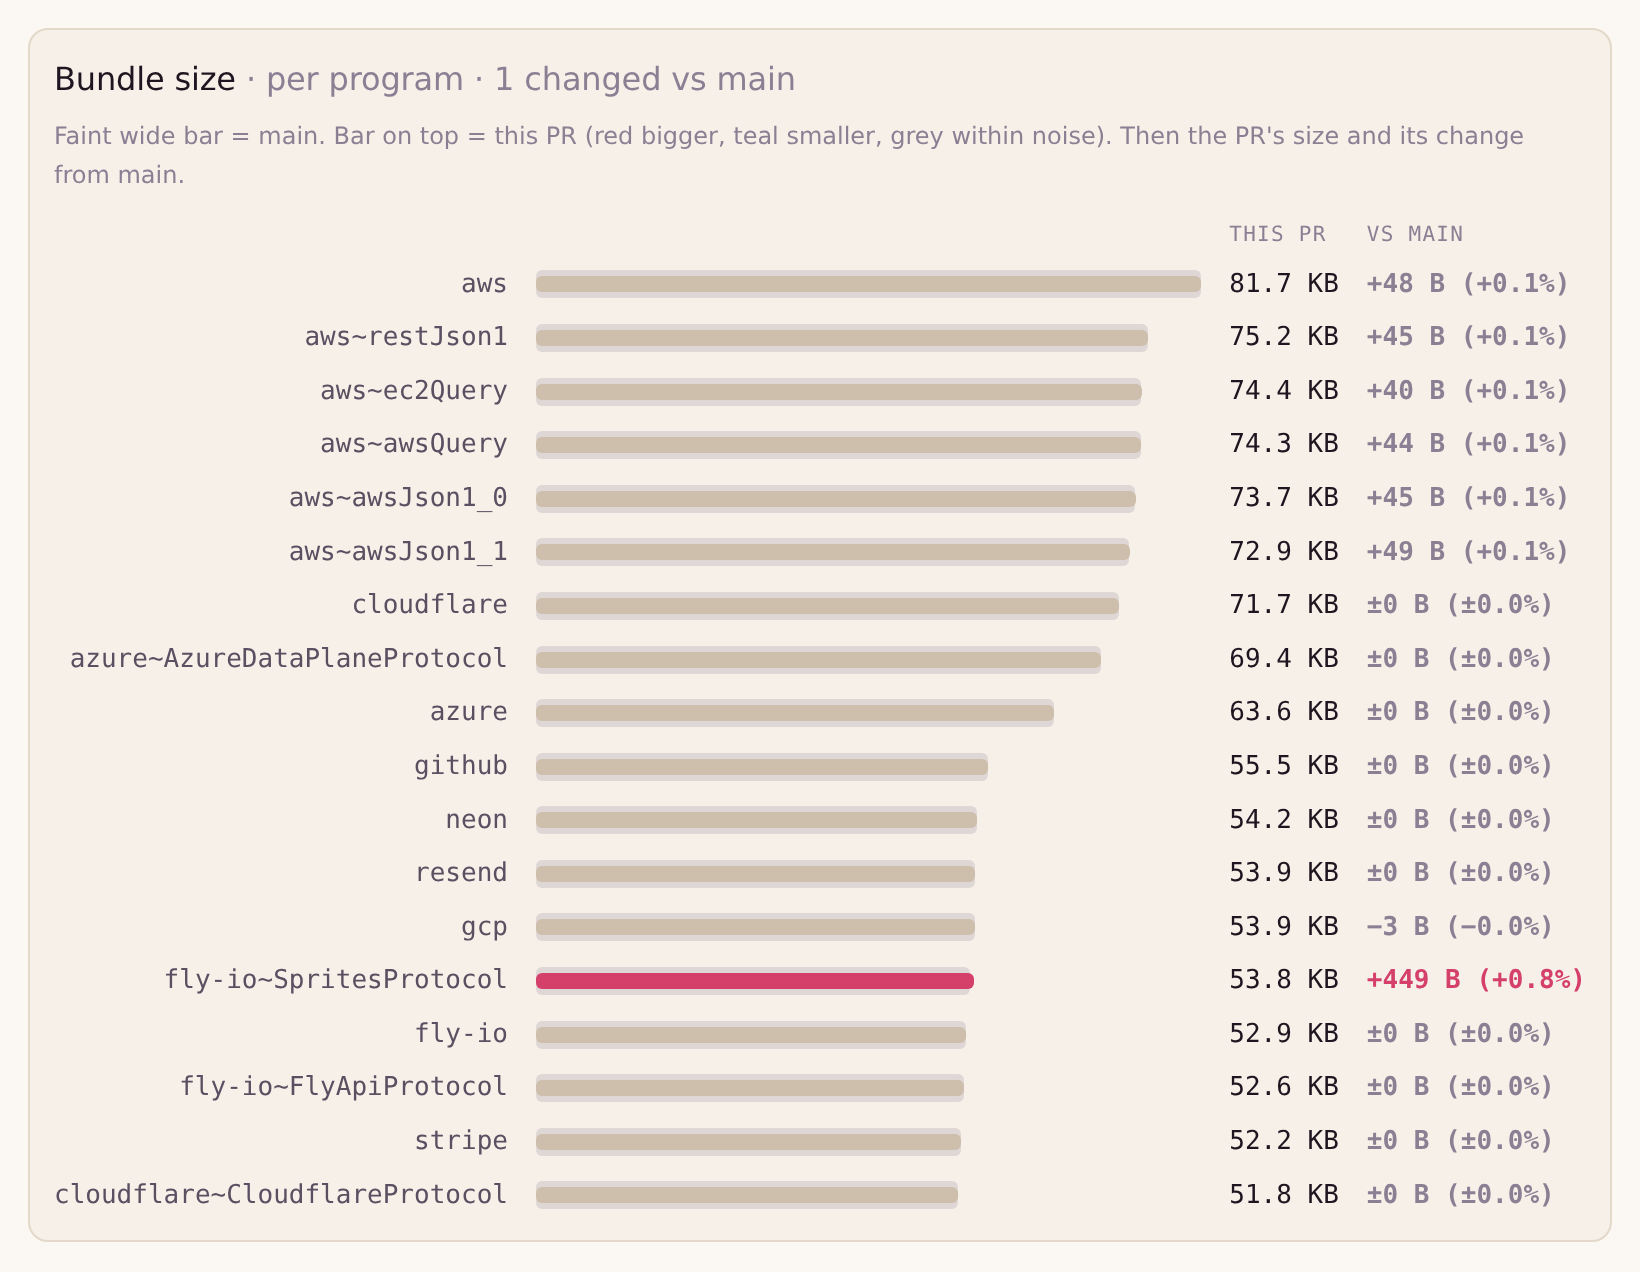 Bundle size · per program · 1 changed vs main
Faint wide bar = main. Bar on top = this PR (red bigger, teal smaller, grey within noise). Then the PR's size and its change
from main.
THIS PR VS MAIN
aws 81.7 KB +48 B (+0.1%)
aws~restJson1 75.2 KB +45 B (+0.1%)
aws~ec2Query 74.4 KB +40 B (+0.1%)
aws~awsQuery 74.3 KB +44 B (+0.1%)
aws~awsJson1_0 73.7 KB +45 B (+0.1%)
aws~awsJson1_1 72.9 KB +49 B (+0.1%)
cloudflare 71.7 KB ±0 B (±0.0%)
azure~AzureDataPlaneProtocol 69.4 KB ±0 B (±0.0%)
azure 63.6 KB ±0 B (±0.0%)
github 55.5 KB ±0 B (±0.0%)
neon 54.2 KB ±0 B (±0.0%)
resend 53.9 KB ±0 B (±0.0%)
gcp 53.9 KB −3 B (−0.0%)
fly-io~SpritesProtocol 53.8 KB +449 B (+0.8%)
fly-io 52.9 KB ±0 B (±0.0%)
fly-io~FlyApiProtocol 52.6 KB ±0 B (±0.0%)
stripe 52.2 KB ±0 B (±0.0%)
cloudflare~CloudflareProtocol 51.8 KB ±0 B (±0.0%)